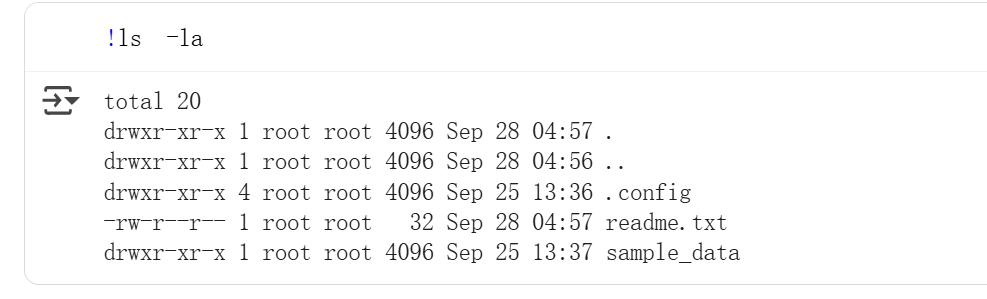 !ls -la
total 20
drwxr-xr-x 1 root root 4096 Sep 28 04:57 .
drwxr-xr-x 1 root root 4096 Sep 28 04:56 ..
drwxr-xr-x 4 root root 4096 Sep 25 13:36 .config
-rw-r--r-- 1 root root   32 Sep 28 04:57 readme.txt
drwxr-xr-x 1 root root 4096 Sep 25 13:37 sample_data